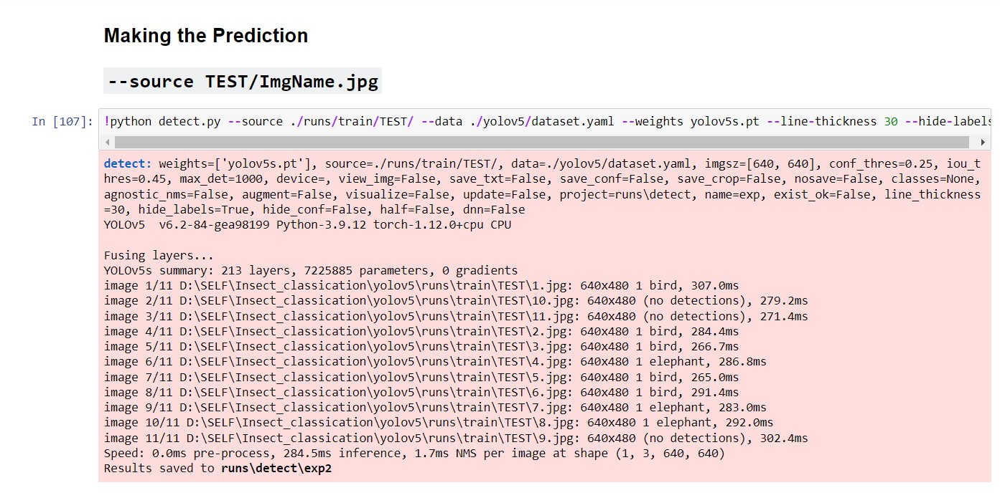 Making the Prediction
--source TEST/ImgName.jpg
In [107]: !python detect.py --source ./runs/train/TEST/ --data ./yolov5/dataset.yaml --weights yolov5s.pt --line-thickness 30 --hide-labels
detect: weights=['yolov5s.pt'], source=./runs/train/TEST/, data=./yolov5/dataset.yaml, imgsz=[640, 640], conf_thres=0.25, iou_t
hres=0.45, max_det=1000, device=, view_img=False, save_txt=False, save_conf=False, save_crop=False, nosave=False, classes=None,
agnostic_nms=False, augment=False, visualize=False, update=False, project=runs\detect, name=exp, exist_ok=False, line_thickness
=30, hide_labels=True, hide_conf=False, half=False, dnn=False
YOLOv5  v6.2-84-gea98199 Python-3.9.12 torch-1.12.0+cpu CPU
Fusing layers...
YOLOv5s summary: 213 layers, 7225885 parameters, 0 gradients
image 1/11 D:\SELF\Insect_classication\yolov5\runs\train\TEST\1.jpg: 640x480 1 bird, 307.0ms
image 2/11 D:\SELF\Insect_classication\yolov5\runs\train\TEST\10.jpg: 640x480 (no detections), 279.2ms
image 3/11 D:\SELF\Insect_classication\yolov5\runs\train\TEST\11.jpg: 640x480 (no detections), 271.4ms
image 4/11 D:\SELF\Insect_classication\yolov5\runs\train\TEST\2.jpg: 640x480 1 bird, 284.4ms
image 5/11 D:\SELF\Insect_classication\yolov5\runs\train\TEST\3.jpg: 640x480 1 bird, 266.7ms
image 6/11 D:\SELF\Insect_classication\yolov5\runs\train\TEST\4.jpg: 640x480 1 elephant, 286.8ms
image 7/11 D:\SELF\Insect_classication\yolov5\runs\train\TEST\5.jpg: 640x480 1 bird, 265.0ms
image 8/11 D:\SELF\Insect_classication\yolov5\runs\train\TEST\6.jpg: 640x480 1 bird, 291.4ms
image 9/11 D:\SELF\Insect_classication\yolov5\runs\train\TEST\7.jpg: 640x480 1 elephant, 283.0ms
image 10/11 D:\SELF\Insect_classication\yolov5\runs\train\TEST\8.jpg: 640x480 1 elephant, 292.0ms
image 11/11 D:\SELF\Insect_classication\yolov5\runs\train\TEST\9.jpg: 640x480 (no detections), 302.4ms
Speed: 0.0ms pre-process, 284.5ms inference, 1.7ms NMS per image at shape (1, 3, 640, 640)
Results saved to runs\detect\exp2